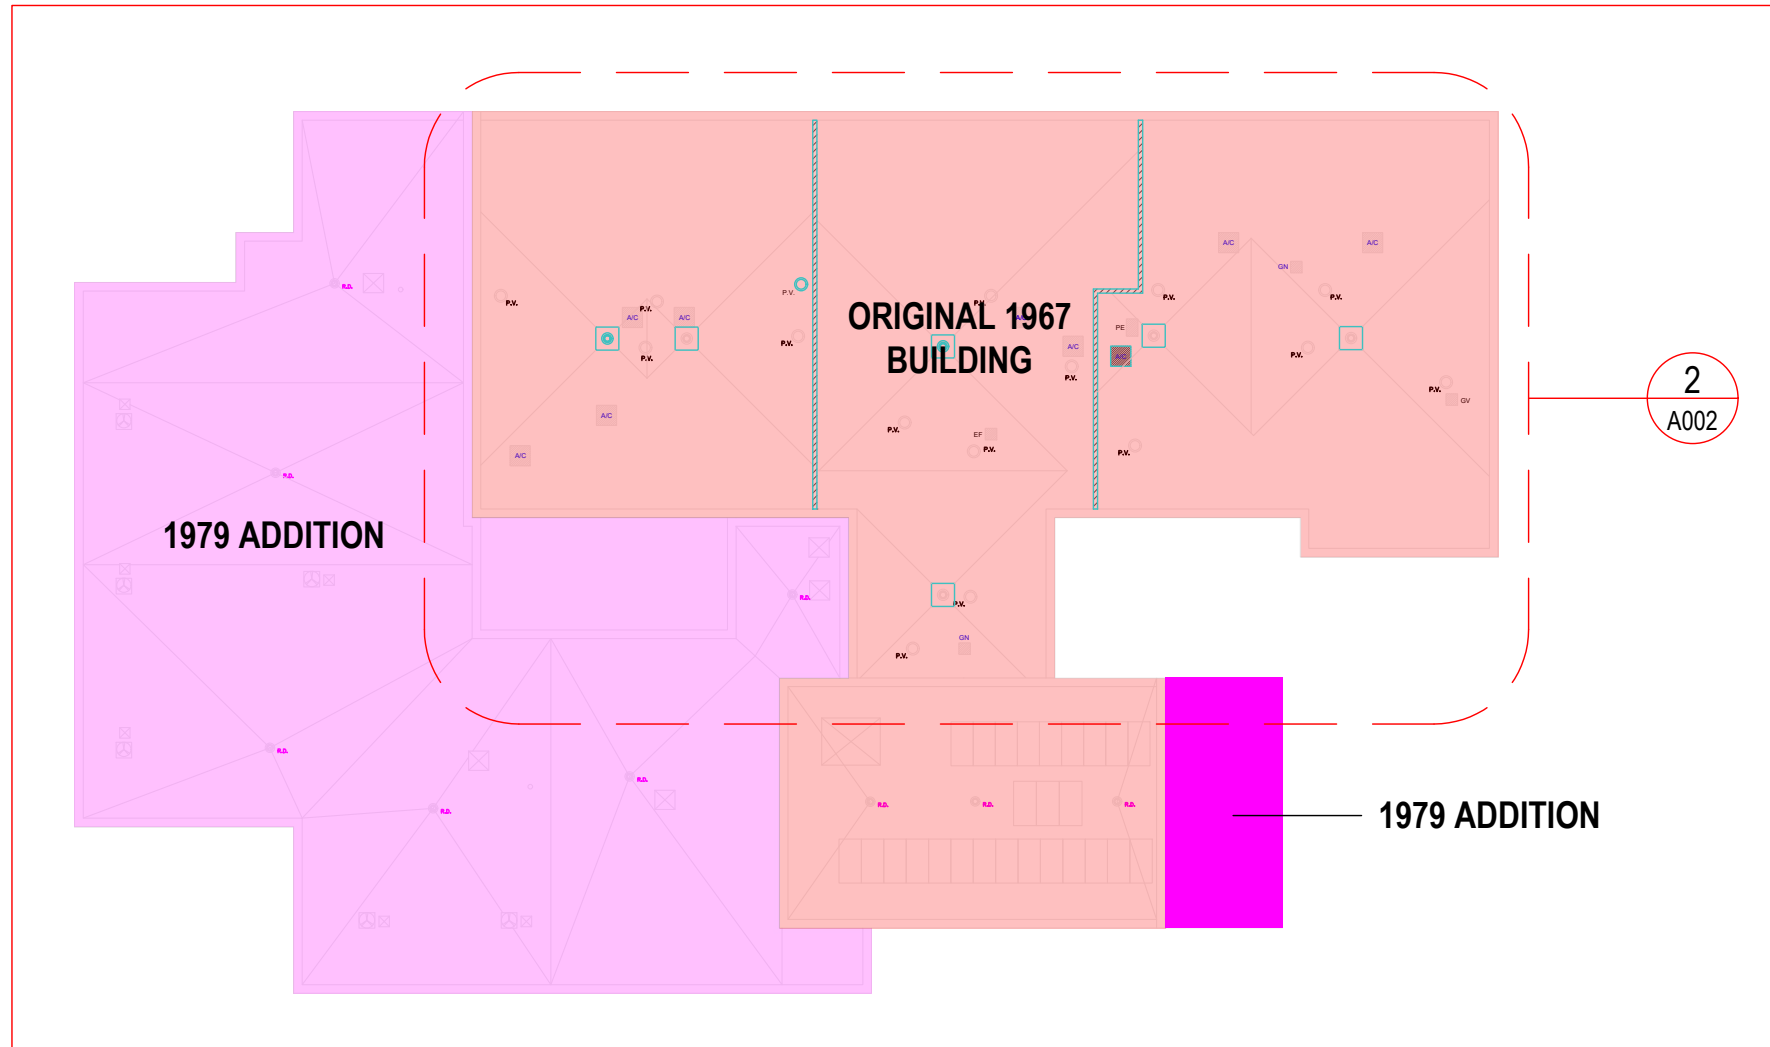 A/C
A/C
GN
R.D.
P.V.
P.V.
P.V.
P.V.
P.V.
P.V.
ORIGINAL 1967
BUILDING
A/C
A/C
A/C
PE
P.V.
P.V.
A/C
A/C
P.V.
P.V.
P.V.
2
A002
P.V.
GV
A/C
P.V.
EF
P.V.
P.V.
A/C
R.D.
1979 ADDITION
R.D.
P.V.
GN
P.V.
R.D.
R.D.
R.D.
R.D.
R.D.
R.D.
1979 ADDITION